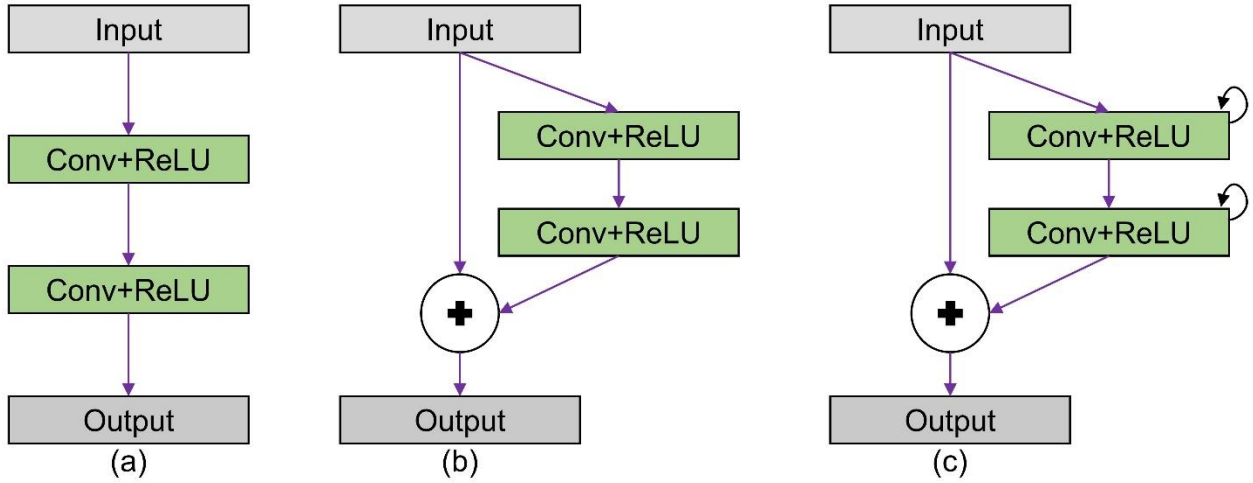 Input
Conv+ReLU
Conv+ReLU
Output
(a)
Input
Conv+ReLU
Conv+ReLU
Output
(b)
Input
Conv+ReLU
Conv+ReLU
Output
(c)